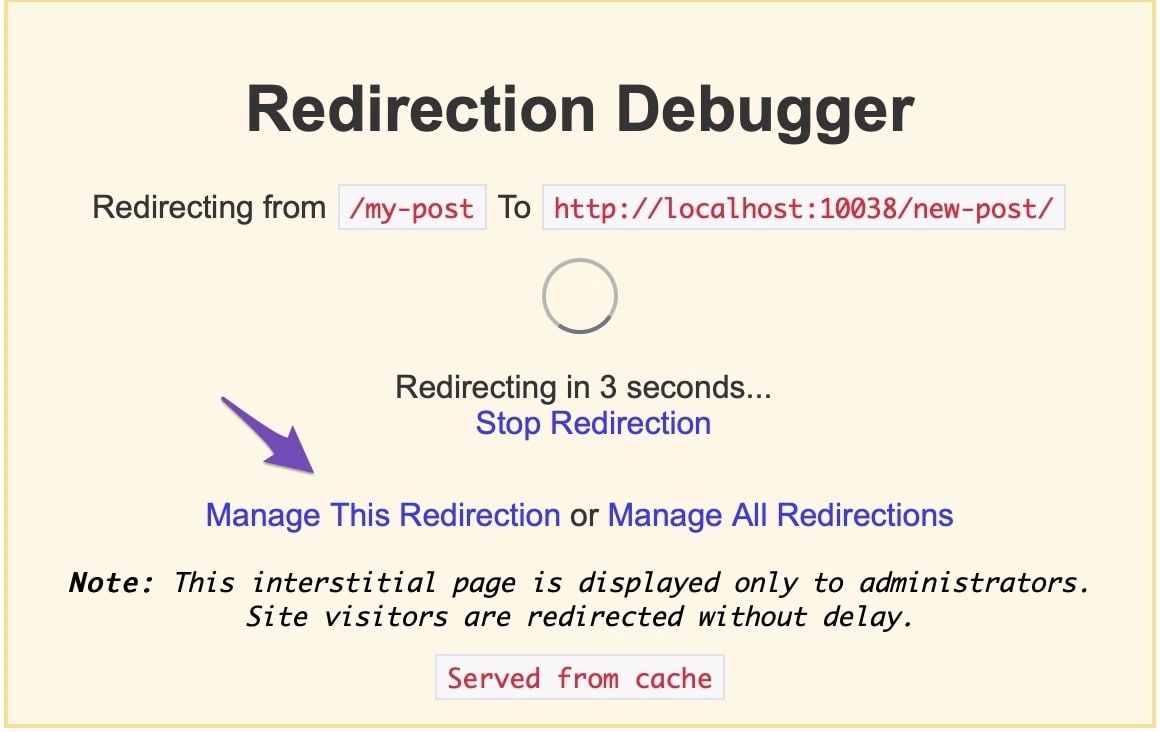 Redirection Debugger
Redirecting from /my-post To http://localhost:10038/new-post/
Redirecting in 3 seconds...
Stop Redirection
Manage This Redirection or Manage All Redirections
Note: This interstitial page is displayed only to administrators.
Site visitors are redirected without delay.
Served from cache